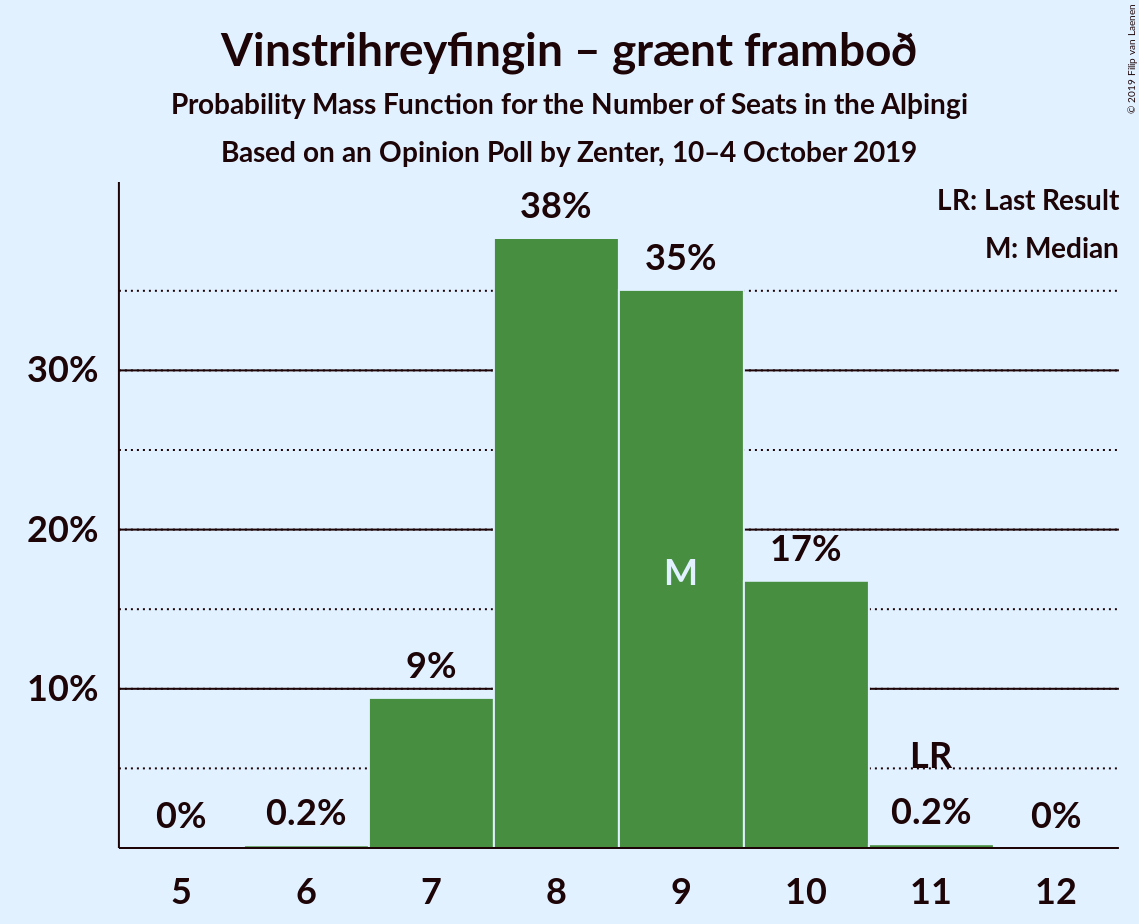 Vinstrihreyfingin – grænt framboð
Probability Mass Function for the Number of Seats in the Alþingi
Based on an Opinion Poll by Zenter, 10–4 October 2019
© 2019 Filip van Laenen
LR: Last Result
M: Median
38%
35%
30%
20%
17%
M
9%
10%
LR
0%
0.2%
0.2%
0%
5 6 7 8 9 10 11 12